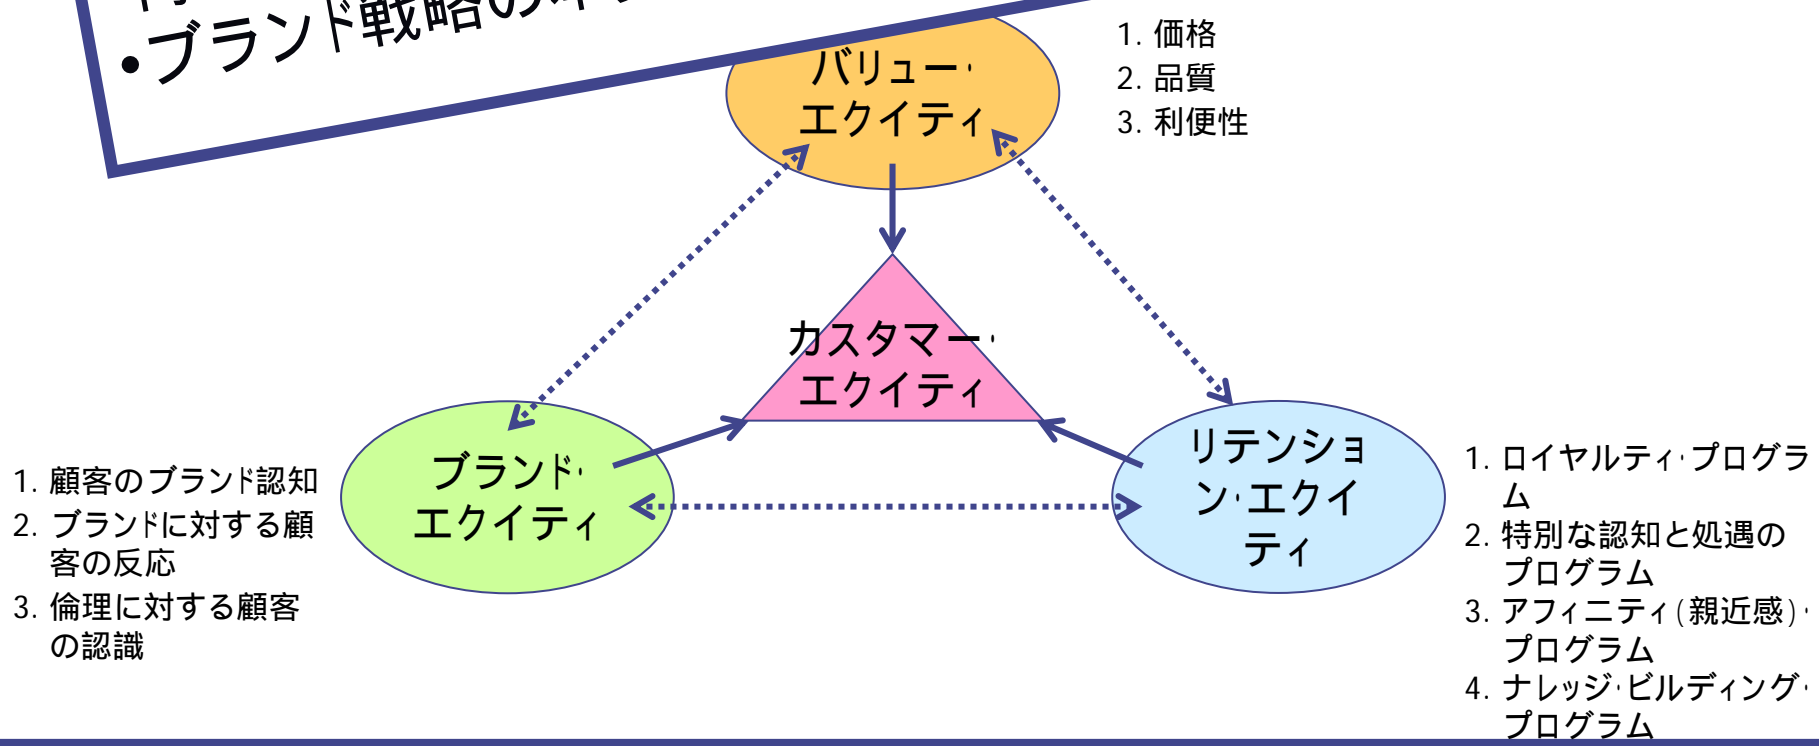 •ブランド戦略の
バリュー・
エクイティ
1. 価格
2. 品質
3. 利便性
カスタマー・
エクイティ
ブランド・
エクイティ
リテンショ
ン・エクイ
ティ
1. 顧客のブランド認知
2. ブランドに対する顧
客の反応
3. 倫理に対する顧客
の認識
1. ロイヤルティ・プログラ
ム
2. 特別な認知と処遇の
プログラム
3. アフィニティ(親近感)・
プログラム
4. ナレッジ・ビルディング・
プログラム